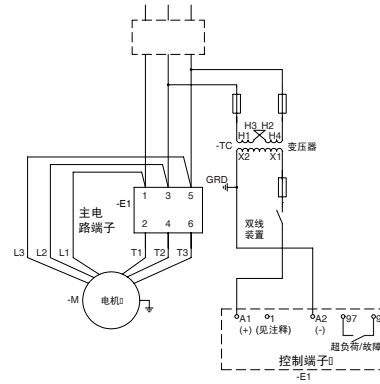 H3 H2
H1 H4
-TC
变压器
X2 X1
GRD
1 3 5
-E1
主电
路端子
2 4 6
双线
装置
L3 L2 L1 T1 T2 T3
-M
电机
A1 1 A2 97
(+) (见注释) (-)
超负荷/故障
控制端子
-E1